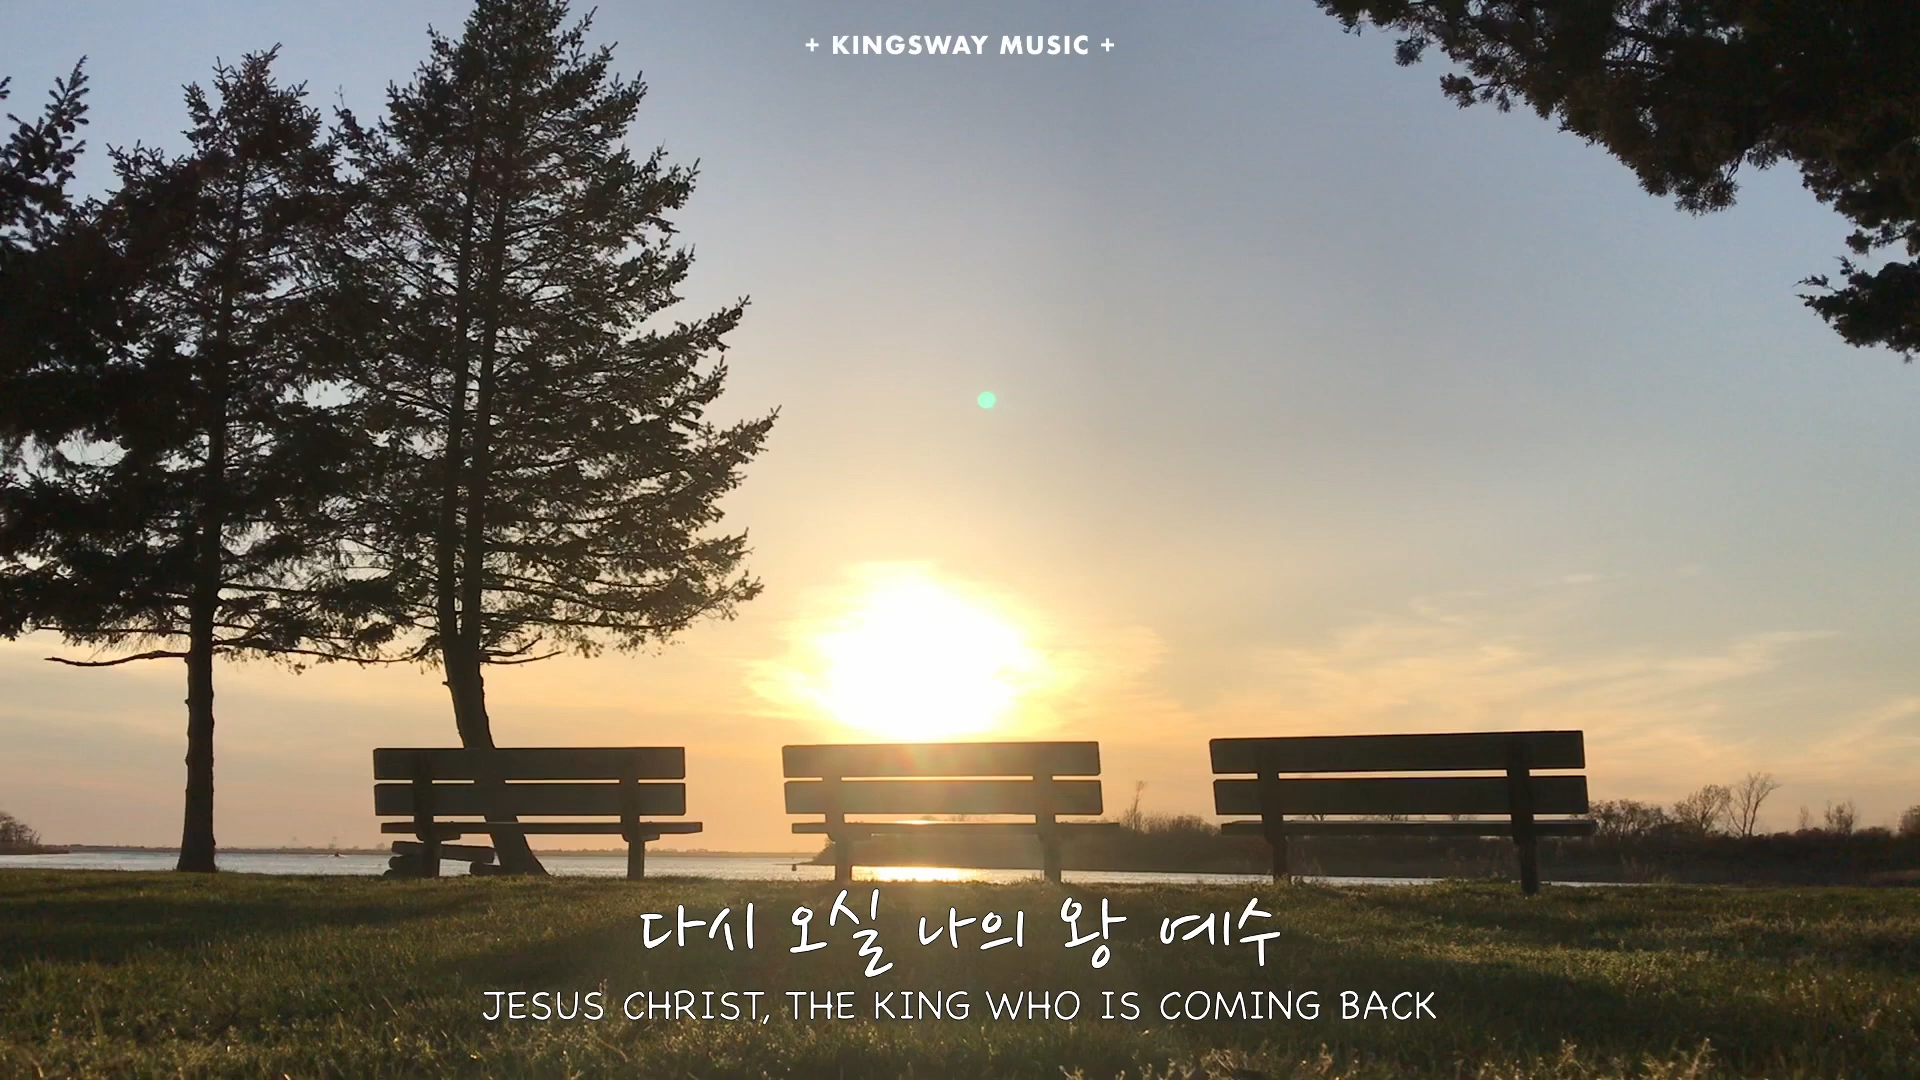 + KINGSWAY MUSIC +
다시 오실 나의 왕 예수
JESUS CHRIST, THE KING WHO IS COMING BACK